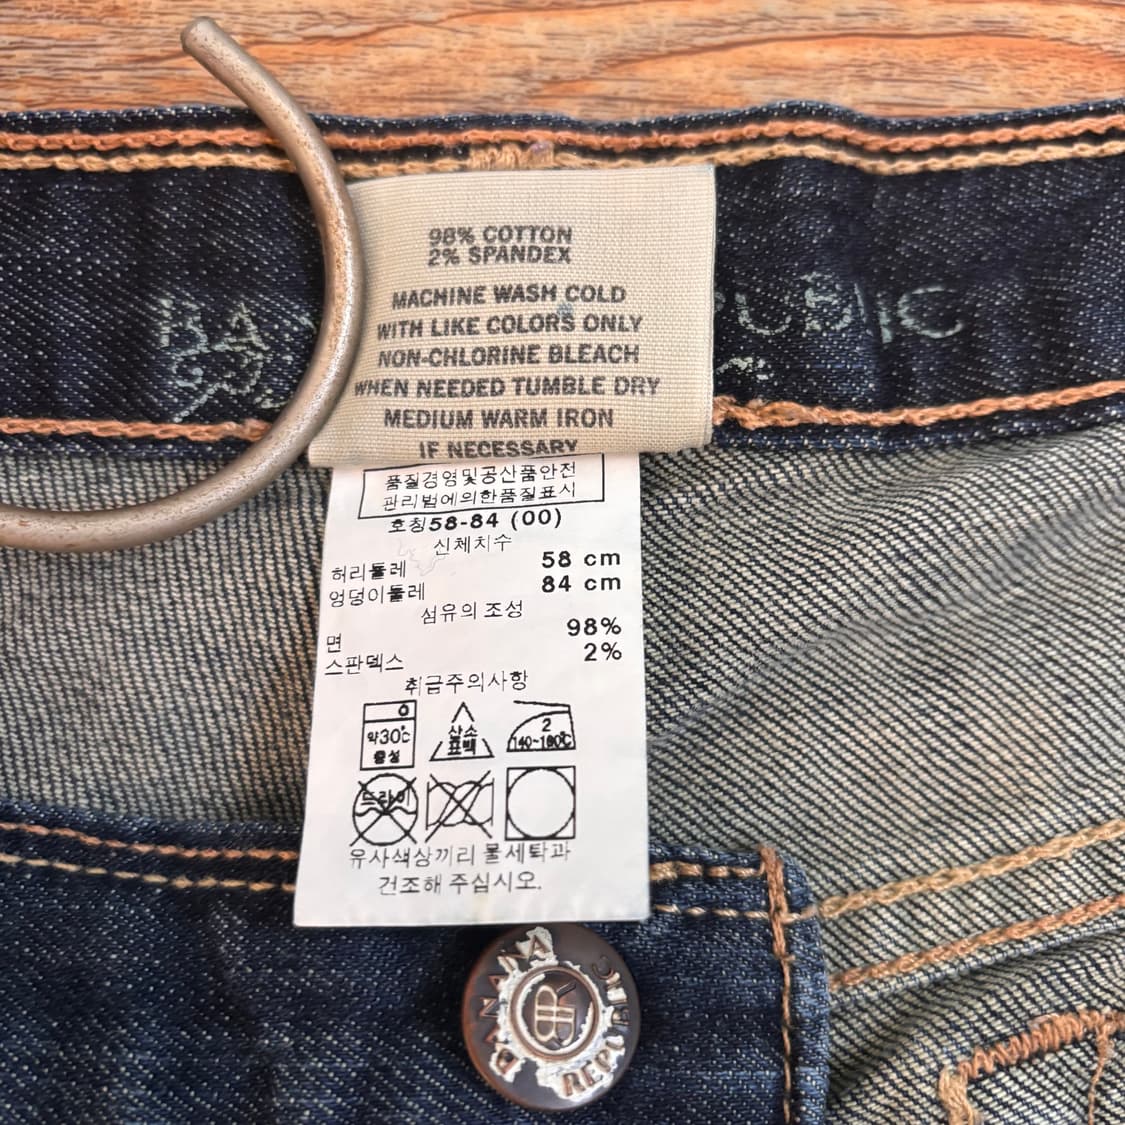 98% COTTON
2% SPANDEX
MACHINE WASH COLD
WITH LIKE COLORS ONLY
NON-CHLORINE BLEACH
WHEN NEEDED TUMBLE DRY
MEDIUM WARM IRON
IF NECESSARY
BA
UBLIC
품질경영및공산품안전
관리법에의한품질표시
호칭58-84 (00)
신체치수
허리둘레 58 cm
엉덩이둘레 84 cm
섬유의 조성
면 98%
스판덱스 2%
취급주의사항
약30℃
중성
산소
표백
2
140~160℃
드라이
유사색상끼리 물세탁과
건조해 주십시오.
BANANA
REPUBLIC
BR